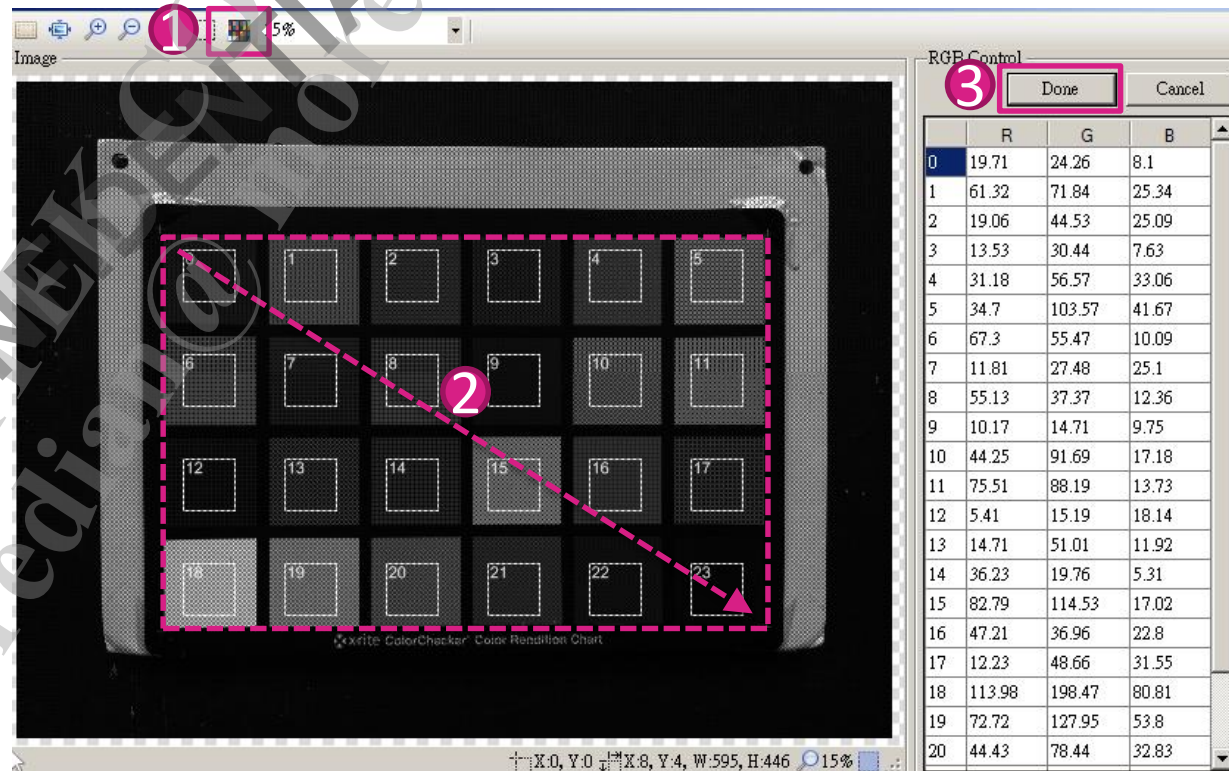 1
5%
Image
RGB Control
3
Done
Cancel
R G B
0 19.71 24.26 8.1
1 61.32 71.84 25.34
2 19.06 44.53 25.09
3 13.53 30.44 7.63
4 31.18 56.57 33.06
5 34.7 103.57 41.67
6 67.3 55.47 10.09
7 11.81 27.48 25.1
8 55.13 37.37 12.36
9 10.17 14.71 9.75
10 44.25 91.69 17.18
11 75.51 88.19 13.73
12 5.41 15.19 18.14
13 14.71 51.01 11.92
14 36.23 19.76 5.31
15 82.79 114.53 17.02
16 47.21 36.96 22.8
17 12.23 48.66 31.55
18 113.98 198.47 80.81
19 72.72 127.95 53.8
20 44.43 78.44 32.83
0 1 2 3 4 5
6 7 8 9 10 11
2
12 13 14 15 16 17
18 19 20 21 22 23
xrite ColorChecker Color Rendition Chart
X:0, Y:0 X:8, Y:4, W:595, H:446 15%